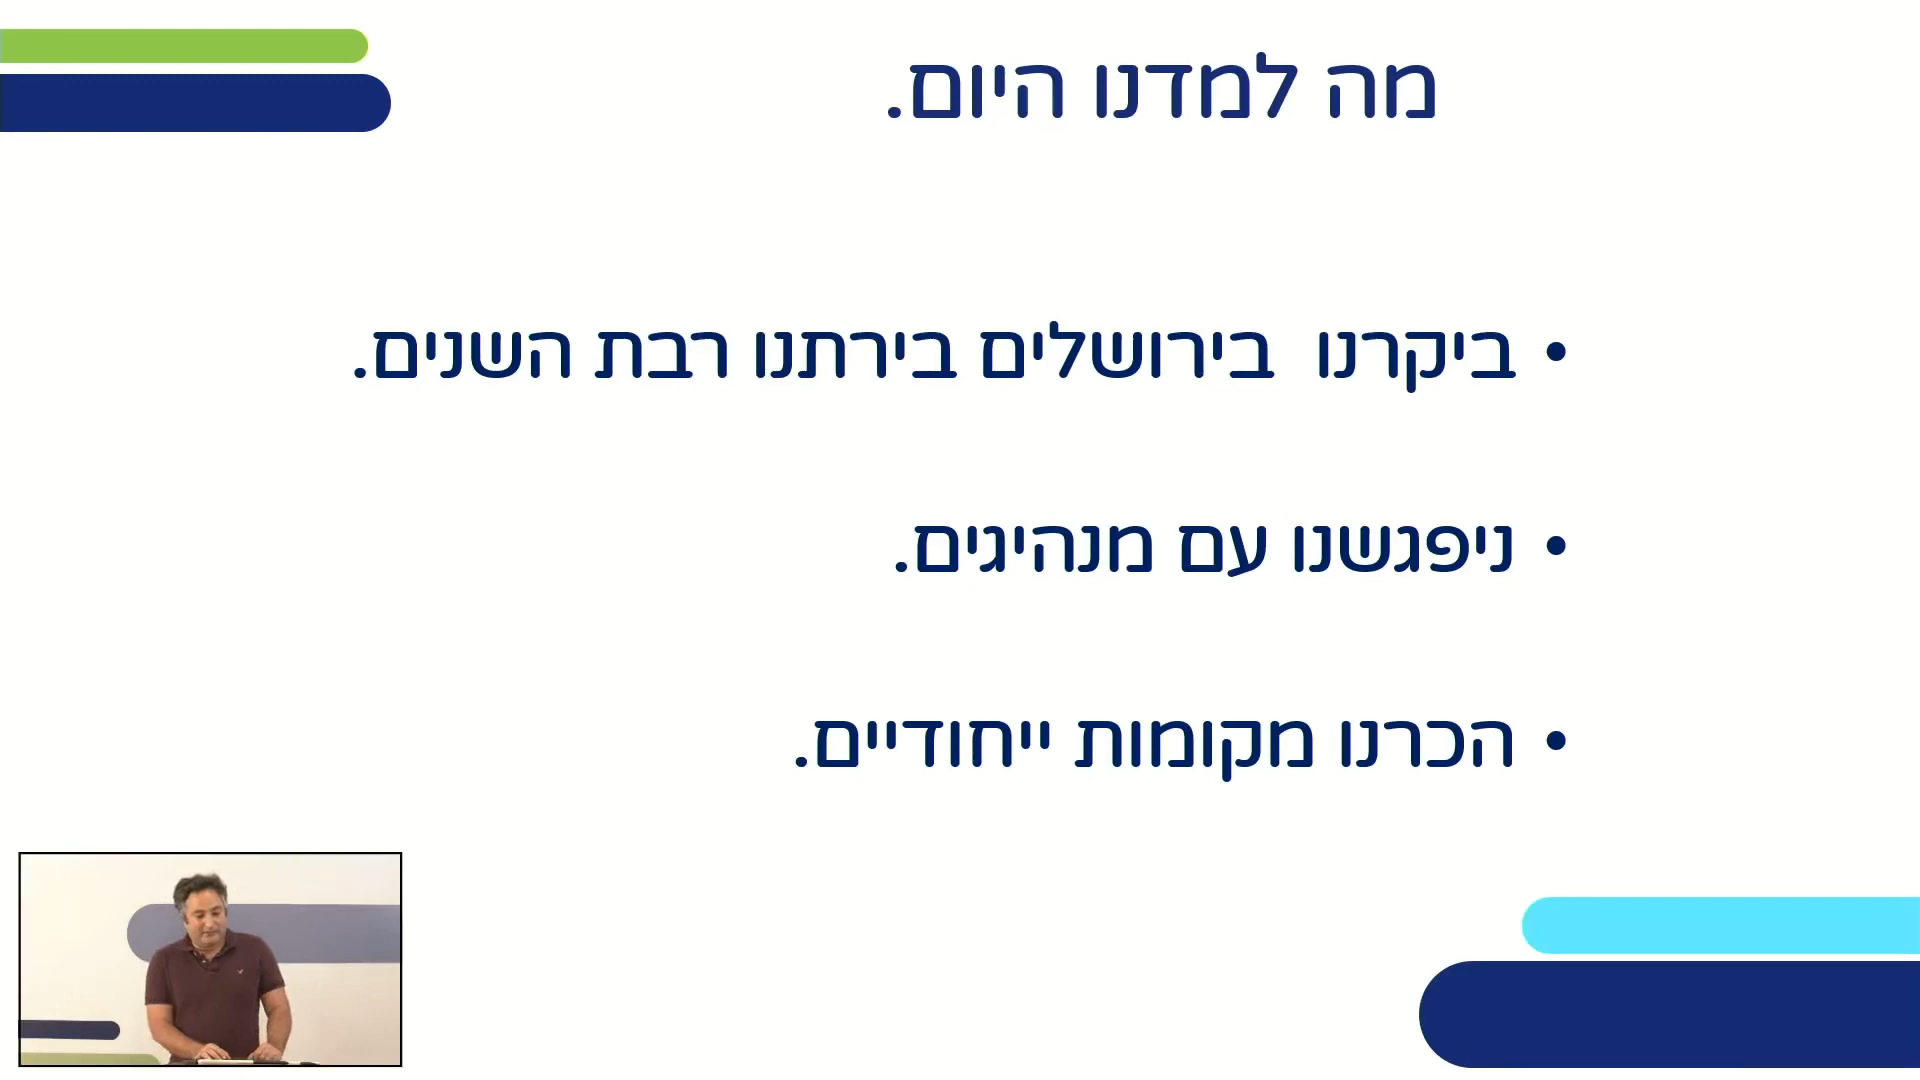 מה למדנו היום.
• ביקרנו  בירושלים בירתנו רבת השנים.
• ניפגשנו עם מנהיגים.
• הכרנו מקומות ייחודיים.